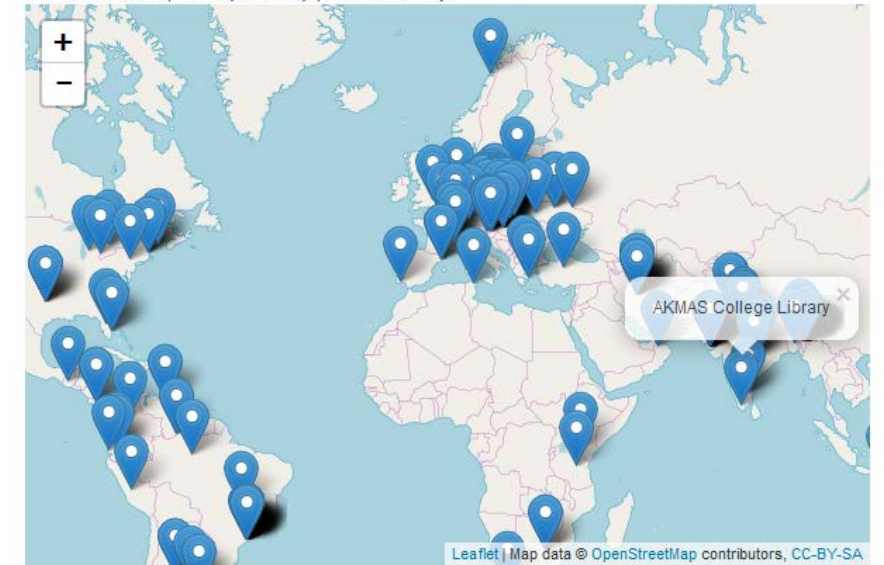 +
−
AKMAS College Library
×
Leaflet | Map data © OpenStreetMap contributors, CC-BY-SA